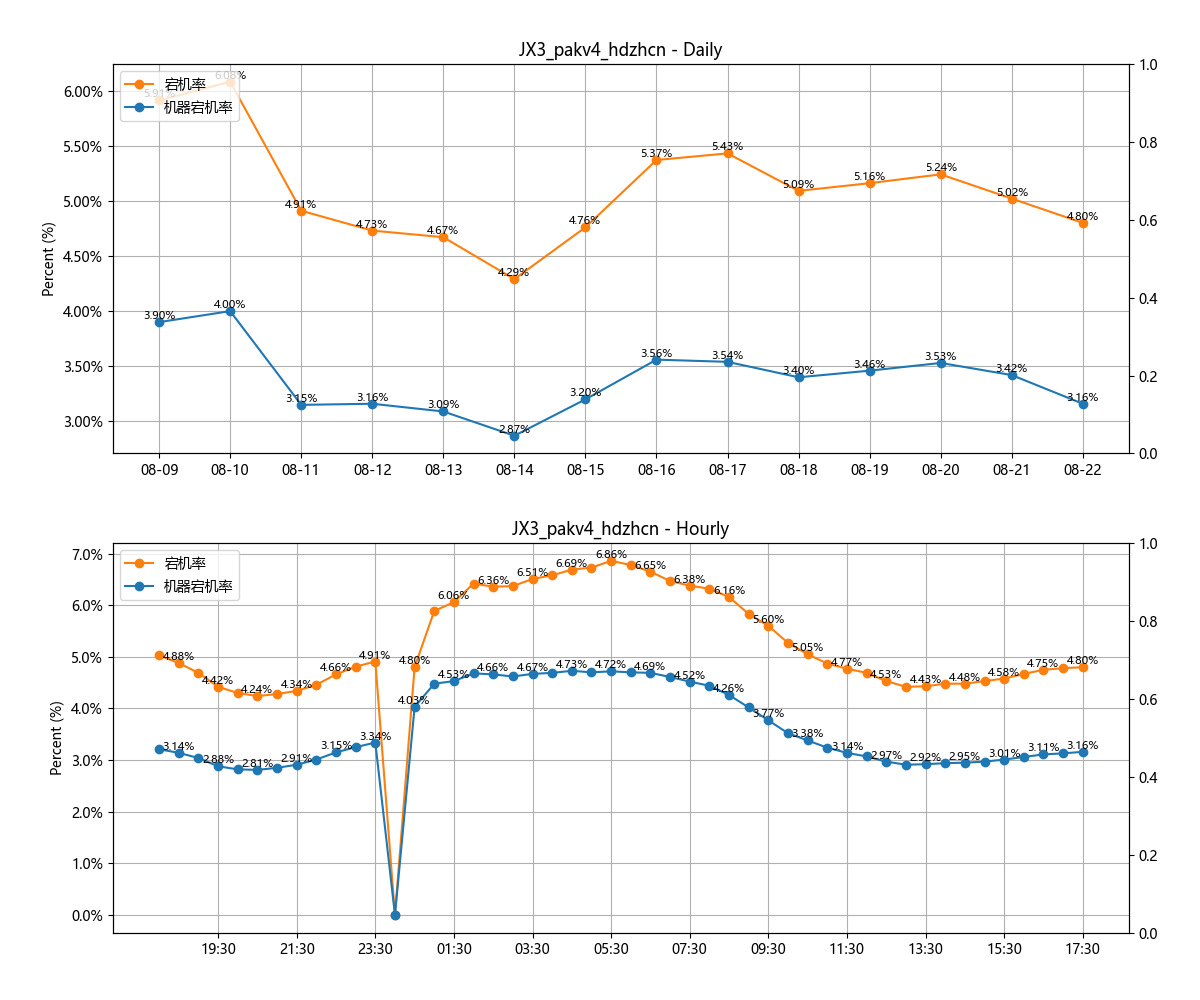 JX3_pakv4_hdzhcn - Daily
宕机率
机器宕机率
Percent (%)
6.00%
5.50%
5.00%
4.50%
4.00%
3.50%
3.00%
1.0
0.8
0.6
0.4
0.2
0.0
5.91% 6.08% 4.91% 4.73% 4.67% 4.29% 4.76% 5.37% 5.43% 5.09% 5.16% 5.24% 5.02% 4.80%
3.90% 4.00% 3.15% 3.16% 3.09% 2.87% 3.20% 3.56% 3.54% 3.40% 3.46% 3.53% 3.42% 3.16%
08-09 08-10 08-11 08-12 08-13 08-14 08-15 08-16 08-17 08-18 08-19 08-20 08-21 08-22
JX3_pakv4_hdzhcn - Hourly
宕机率
机器宕机率
Percent (%)
7.0%
6.0%
5.0%
4.0%
3.0%
2.0%
1.0%
0.0%
1.0
0.8
0.6
0.4
0.2
0.0
4.88% 4.42% 4.24% 4.34% 4.66% 4.91% 4.80% 6.06% 6.36% 6.51% 6.69% 6.86% 6.65% 6.38% 6.16% 5.60% 5.05% 4.77% 4.53% 4.43% 4.48% 4.58% 4.75% 4.80%
3.14% 2.88% 2.81% 2.91% 3.15% 3.34% 4.03% 4.53% 4.66% 4.67% 4.73% 4.72% 4.69% 4.52% 4.26% 3.77% 3.38% 3.14% 2.97% 2.92% 2.95% 3.01% 3.11% 3.16%
19:30 21:30 23:30 01:30 03:30 05:30 07:30 09:30 11:30 13:30 15:30 17:30